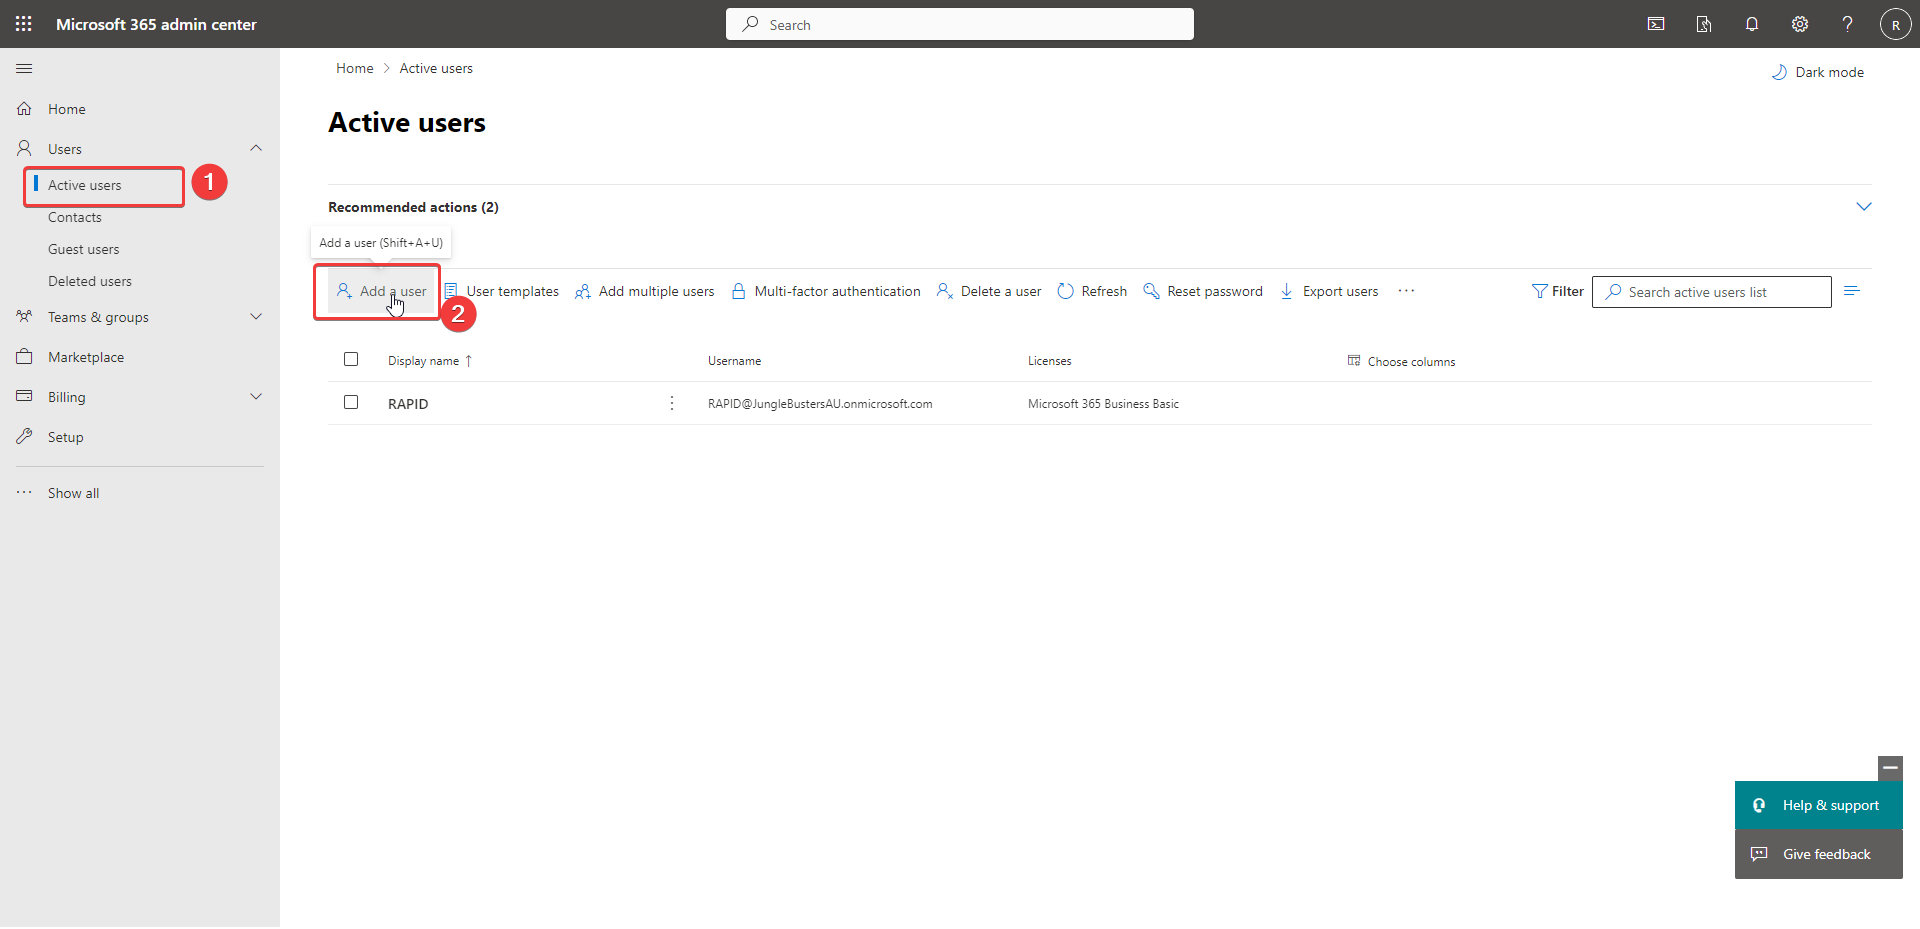 Microsoft 365 admin center
Search
R
Home
Users
Active users
1
Contacts
Guest users
Deleted users
Teams & groups
Marketplace
Billing
Setup
Show all
Home > Active users
Dark mode
Active users
Recommended actions (2)
Add a user (Shift+A+U)
Add a user User templates Add multiple users Multi-factor authentication Delete a user Refresh Reset password Export users ··· Filter Search active users list
2
Display name ↑ Username Licenses Choose columns
RAPID RAPID@JungleBustersAU.onmicrosoft.com Microsoft 365 Business Basic
Help & support
Give feedback